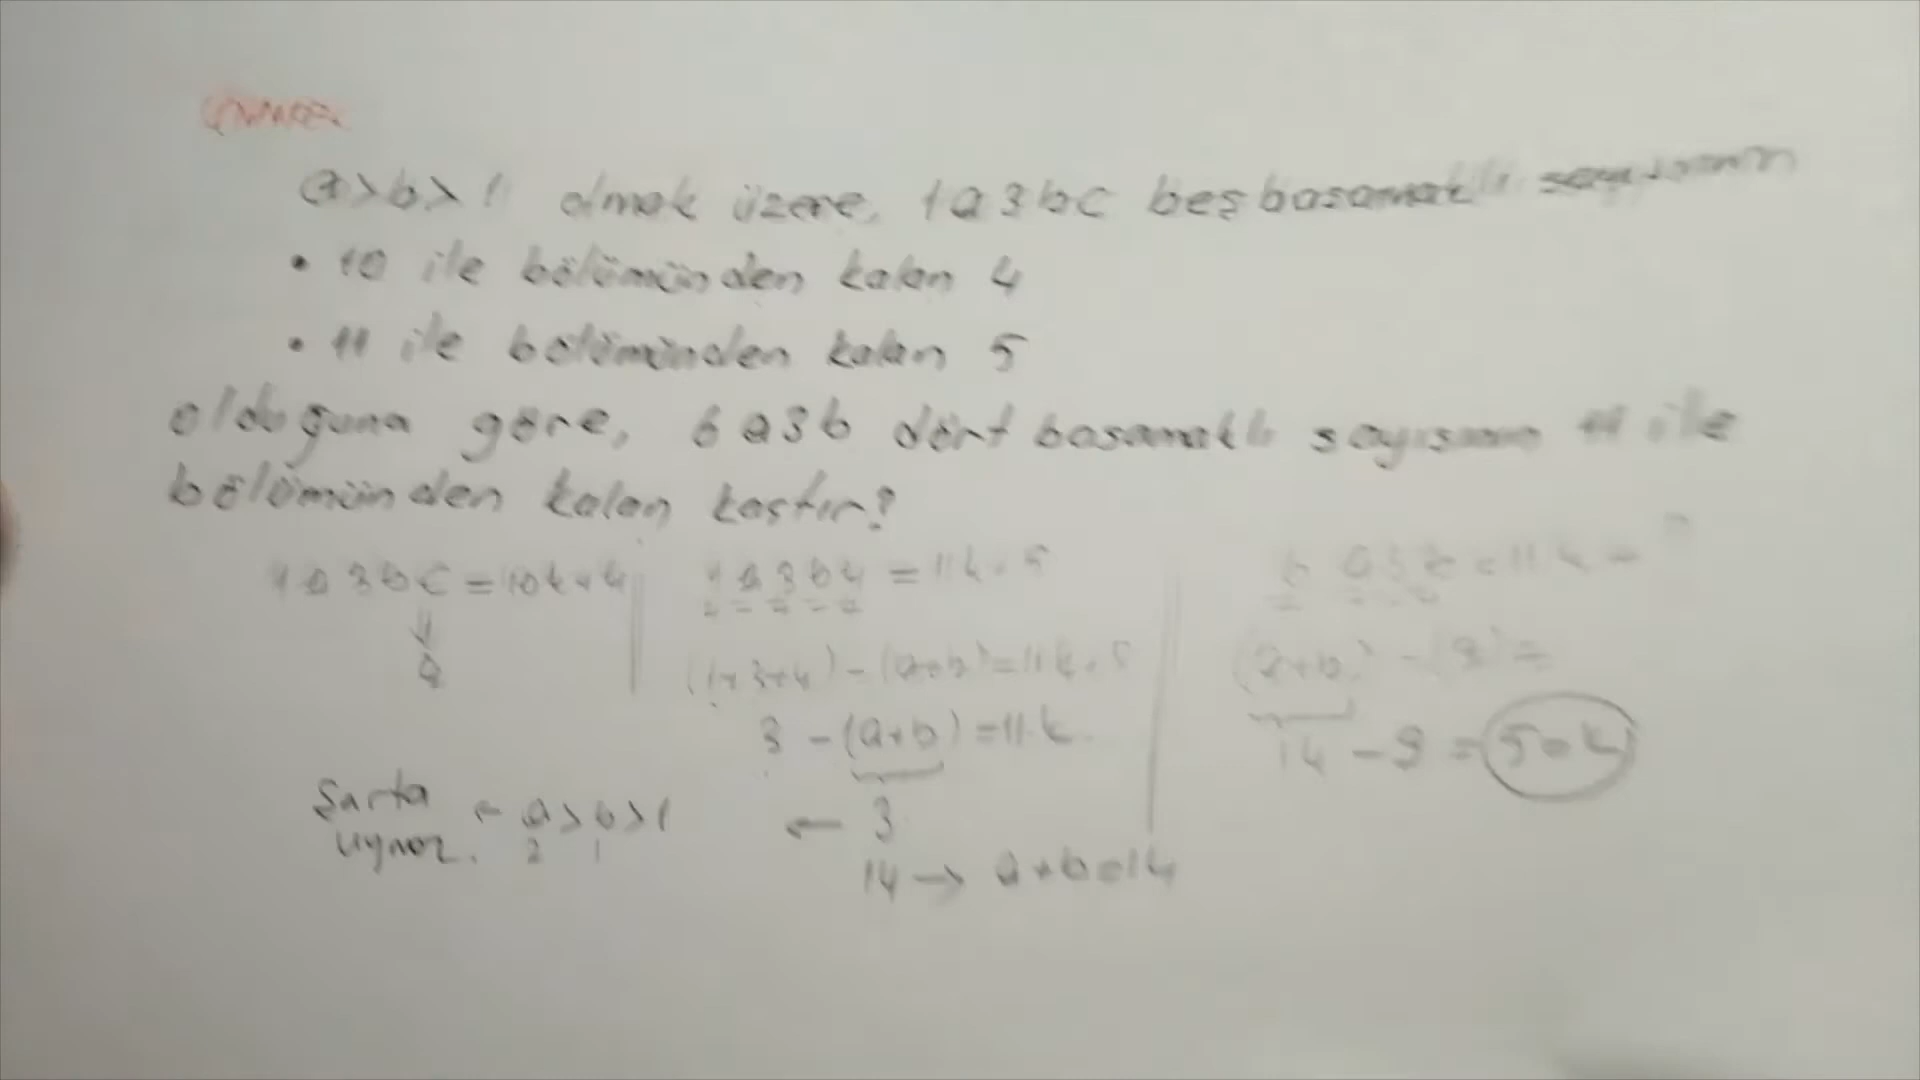 a>b>1 olmak üzere, 1a3bc beş basamaklı sayısının
• 10 ile bölümünden kalan 4
• 11 ile bölümünden kalan 5
olduğuna göre, 6a3b dört basamaklı sayısının 11 ile
bölümünden kalan kaçtır?
1a3bc = 10k+4
4
1a3b4 = 11k+5
(1+3+4) - (a+b) = 11k+5
3 - (a+b) = 11k
3
14 → a+b=14
Şarta ← a>b>1
uymaz. 2 1
(a+b) - (9) =
14 - 9 =